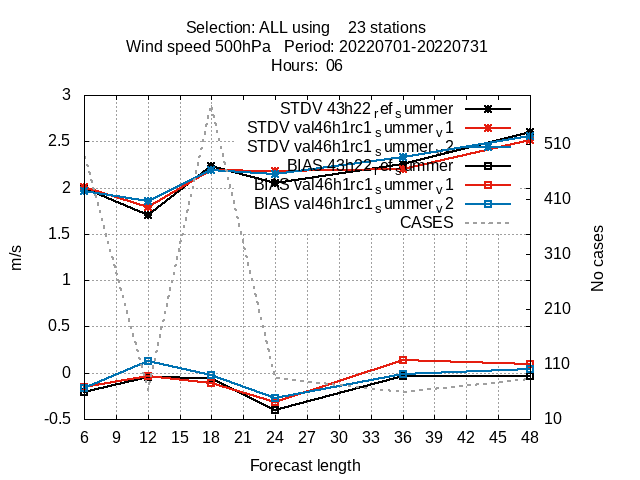 Selection: ALL using 23 stations
Wind speed 500hPa Period: 20220701-20220731
Hours: 06
STDV 43h22ref_summer
STDV val46h1rc1_summer_v1
STDV val46h1rc1_summer_v2
BIAS 43h22ref_summer
BIAS val46h1rc1_summer_v1
BIAS val46h1rc1_summer_v2
CASES
3
2.5
2
1.5
1
0.5
0
-0.5
m/s
510
410
310
210
110
10
No cases
6 9 12 15 18 21 24 27 30 33 36 39 42 45 48
Forecast length